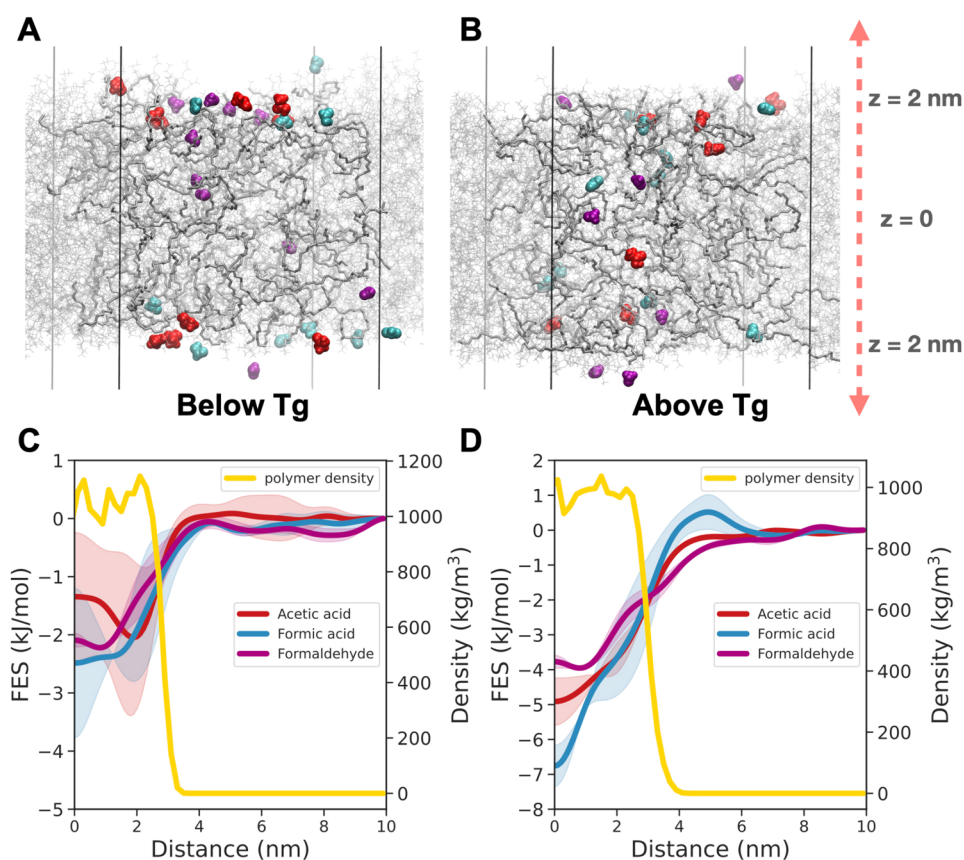 A
B
z = 2 nm
z = 0
z = 2 nm
Below Tg
Above Tg
C
D
polymer density
Acetic acid
Formic acid
Formaldehyde
FES (kJ/mol)
1
0
−1
−2
−3
−4
−5
1200
1000
800
600
400
200
0
Density (kg/m³)
0
2
4
6
8
10
Distance (nm)
polymer density
Acetic acid
Formic acid
Formaldehyde
FES (kJ/mol)
2
1
0
−1
−2
−3
−4
−5
−6
−7
−8
1000
800
600
400
200
0
Density (kg/m³)
0
2
4
6
8
10
Distance (nm)